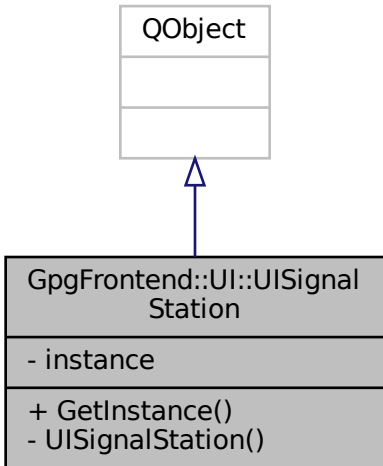 QObject
GpgFrontend::UI::UISignal
Station
- instance
+ GetInstance()
- UISignalStation()